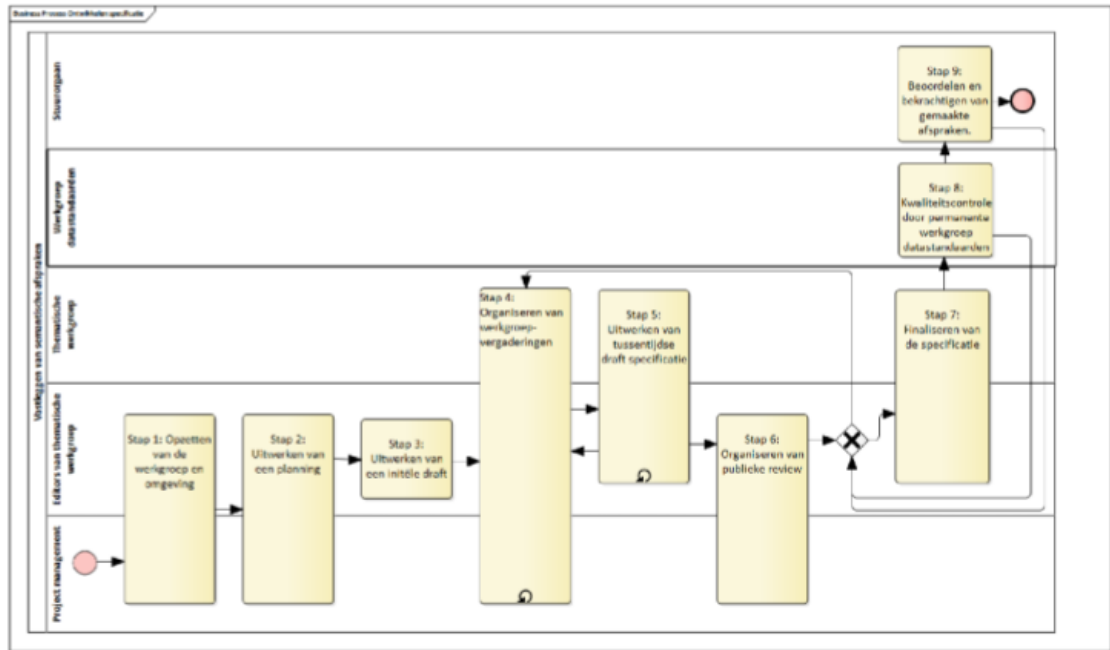 Business Process Ontwikkelen specificatie
Vastleggen van semantische afspraken
Stuurorgaan
Werkgroep
datastandaarden
Thematische
werkgroep
Editors van thematische
werkgroep
Project management
Stap 1: Opzetten
van de
werkgroep en
omgeving
Stap 2:
Uitwerken van
een planning
Stap 3:
Uitwerken van
een initële draft
Stap 4:
Organiseren van
werkgroep-
vergaderingen
Stap 5:
Uitwerken van
tussentijdse
draft specificatie
Stap 6:
Organiseren van
publieke review
Stap 7:
Finaliseren van
de specificatie
Stap 8:
Kwaliteitscontrole
door permanente
werkgroep
datastandaarden
Stap 9:
Beoordelen en
bekrachtigen van
gemaakte
afspraken.